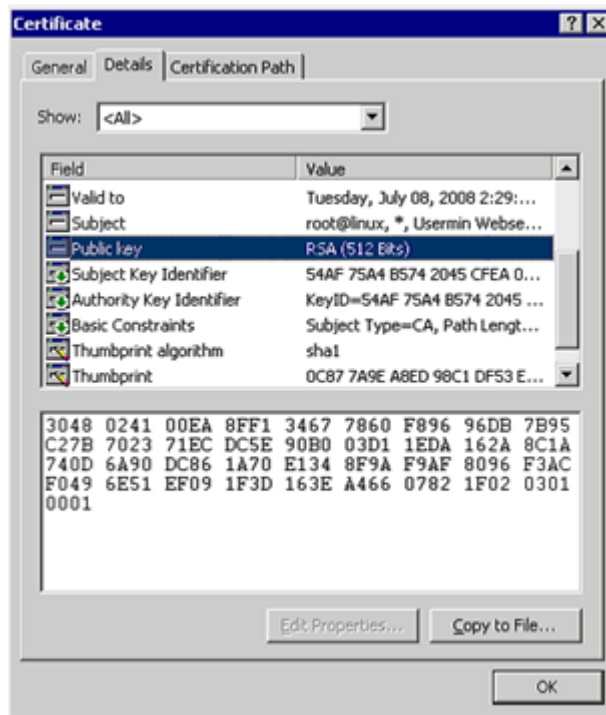 Certificate
General Details Certification Path
Show: <All>
Field Value
Valid to Tuesday, July 08, 2008 2:29:...
Subject root@linux, *, Usermin Webse...
Public key RSA (512 Bits)
Subject Key Identifier 54AF 75A4 B574 2045 CFEA 0...
Authority Key Identifier KeyID=54AF 75A4 B574 2045 ...
Basic Constraints Subject Type=CA, Path Lengt...
Thumbprint algorithm sha1
Thumbprint 0C87 7A9E A8ED 98C1 DF53 E...
3048 0241 00EA 8FF1 3467 7860 F896 96DB 7B95
C27B 7023 71EC DC5E 90B0 03D1 1EDA 162A 8C1A
740D 6A90 DC86 1A70 E134 8F9A F9AF 8096 F3AC
F049 6E51 EF09 1F3D 163E A466 0782 1F02 0301
0001
Edit Properties... Copy to File...
OK